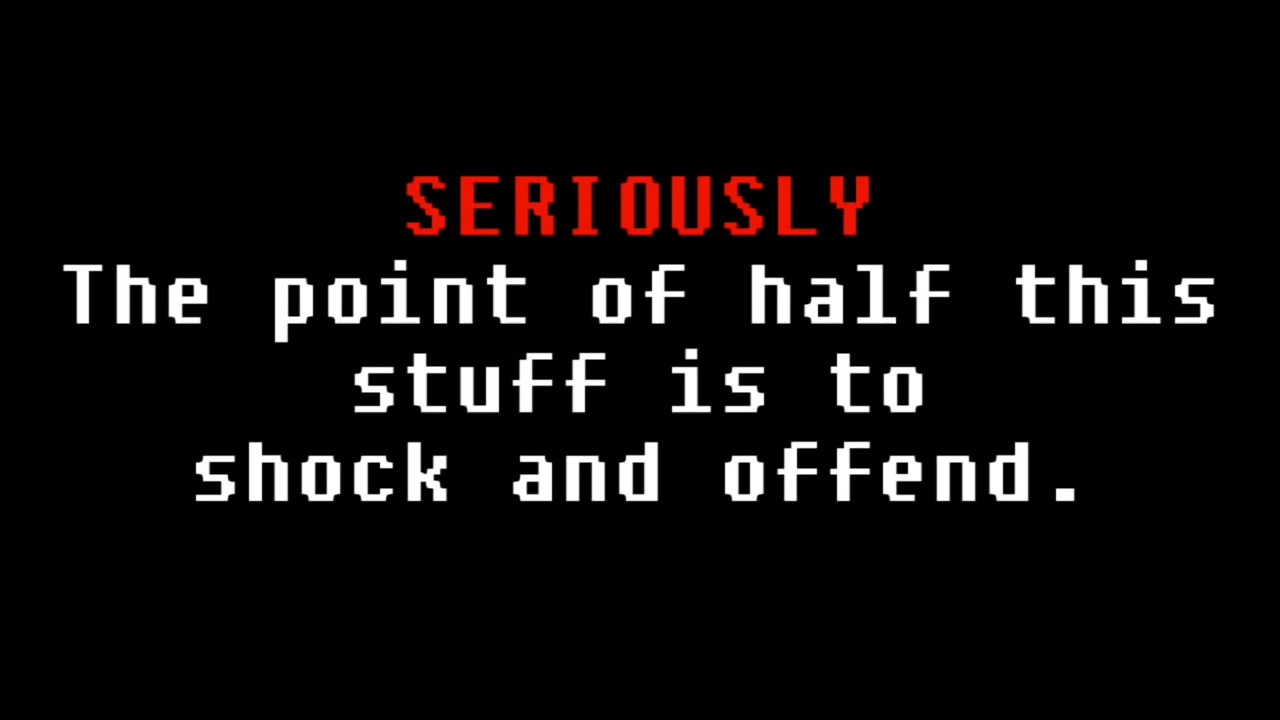 SERIOUSLY
The point of half this
stuff is to
shock and offend.